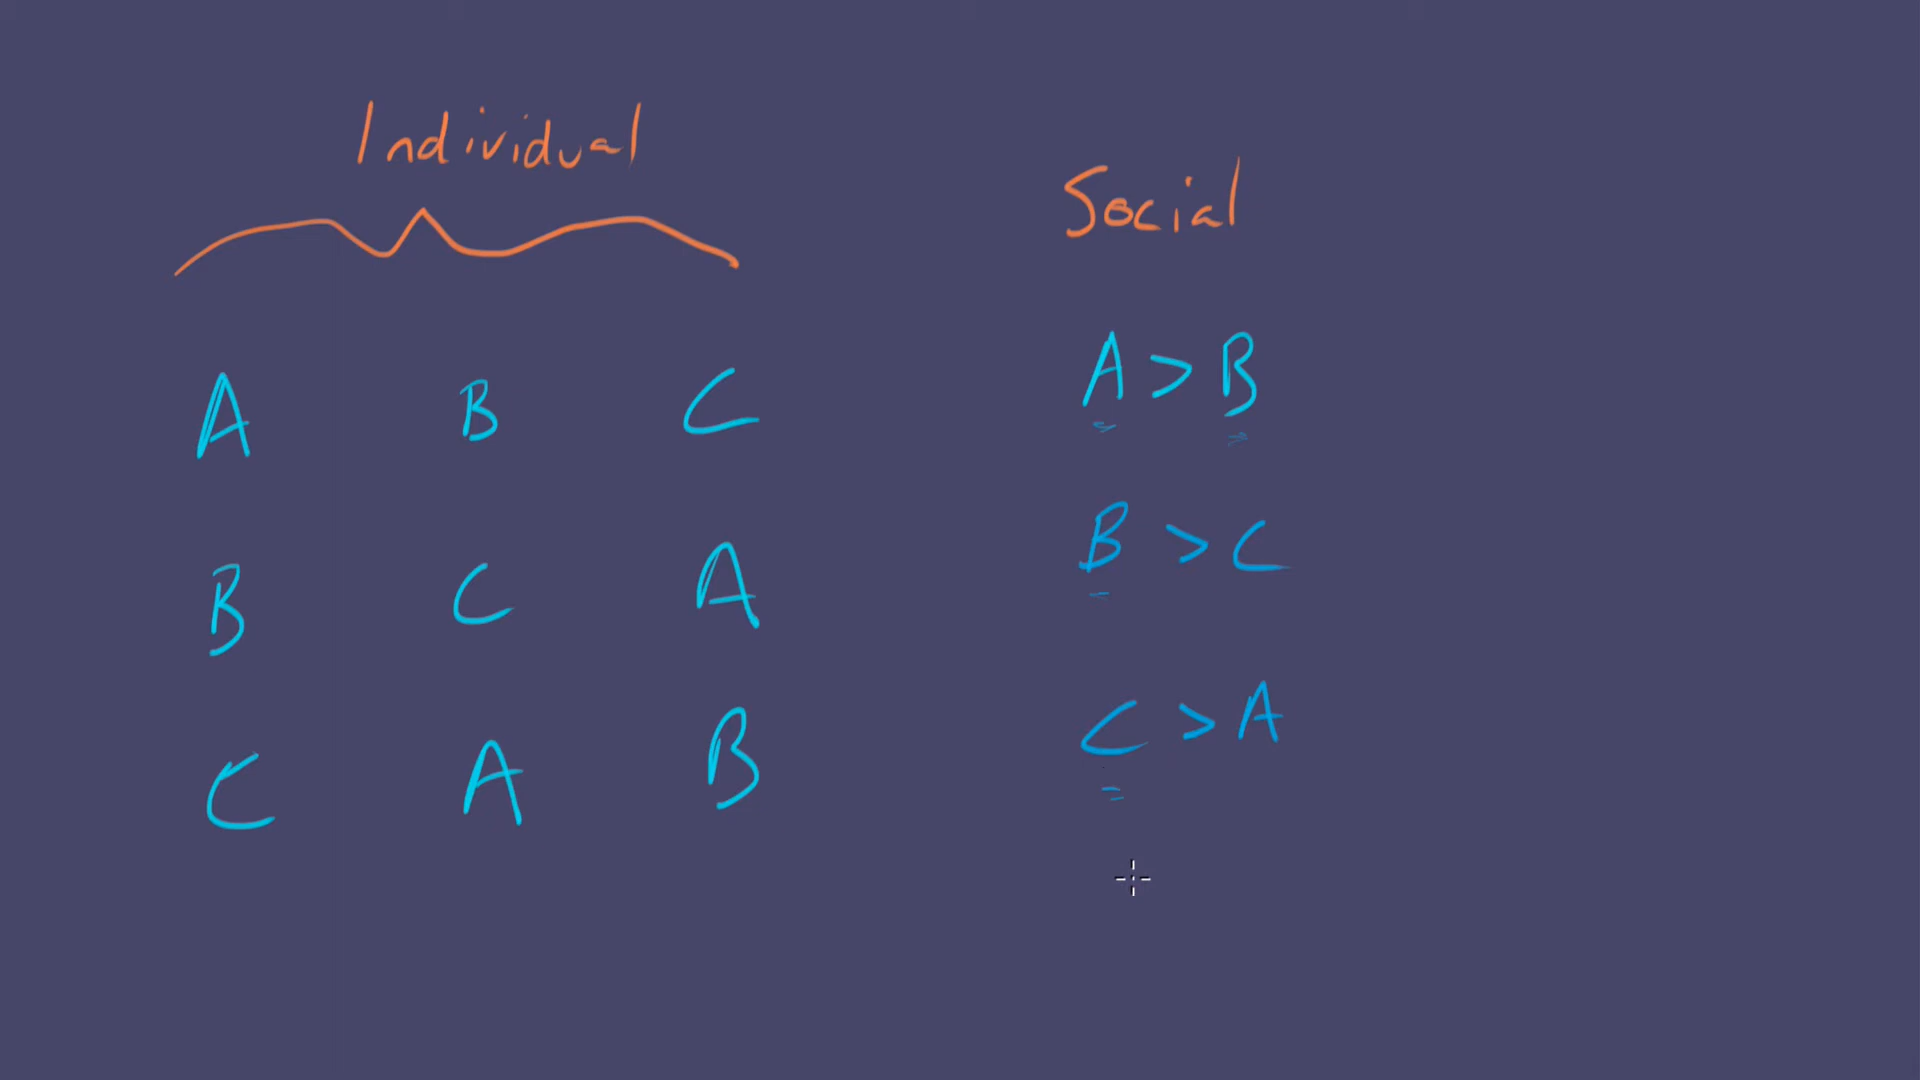 Individual
Social
A B C
A > B
B C A
B > C
C A B
C > A